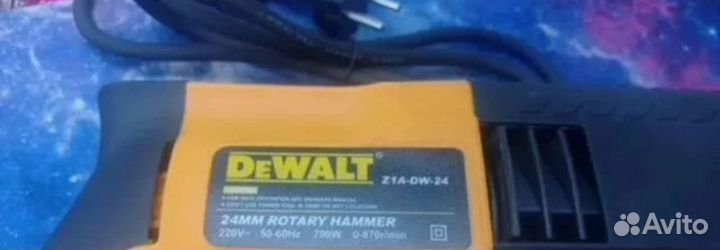 DEWALT
Z1A-DW-24
24MM ROTARY HAMMER
220V~ 50-60Hz 700W 0-870r/min
Avito